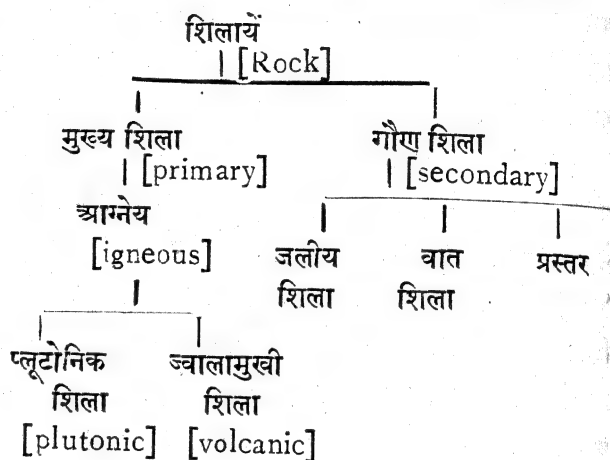 शिलायें
[Rock]
मुख्य शिला गौण शिला
[primary] [secondary]
आग्नेय
[igneous] जलीय वात प्रस्तर
शिला शिला
प्लूटोनिक ज्वालामुखी
शिला शिला
[plutonic] [volcanic]